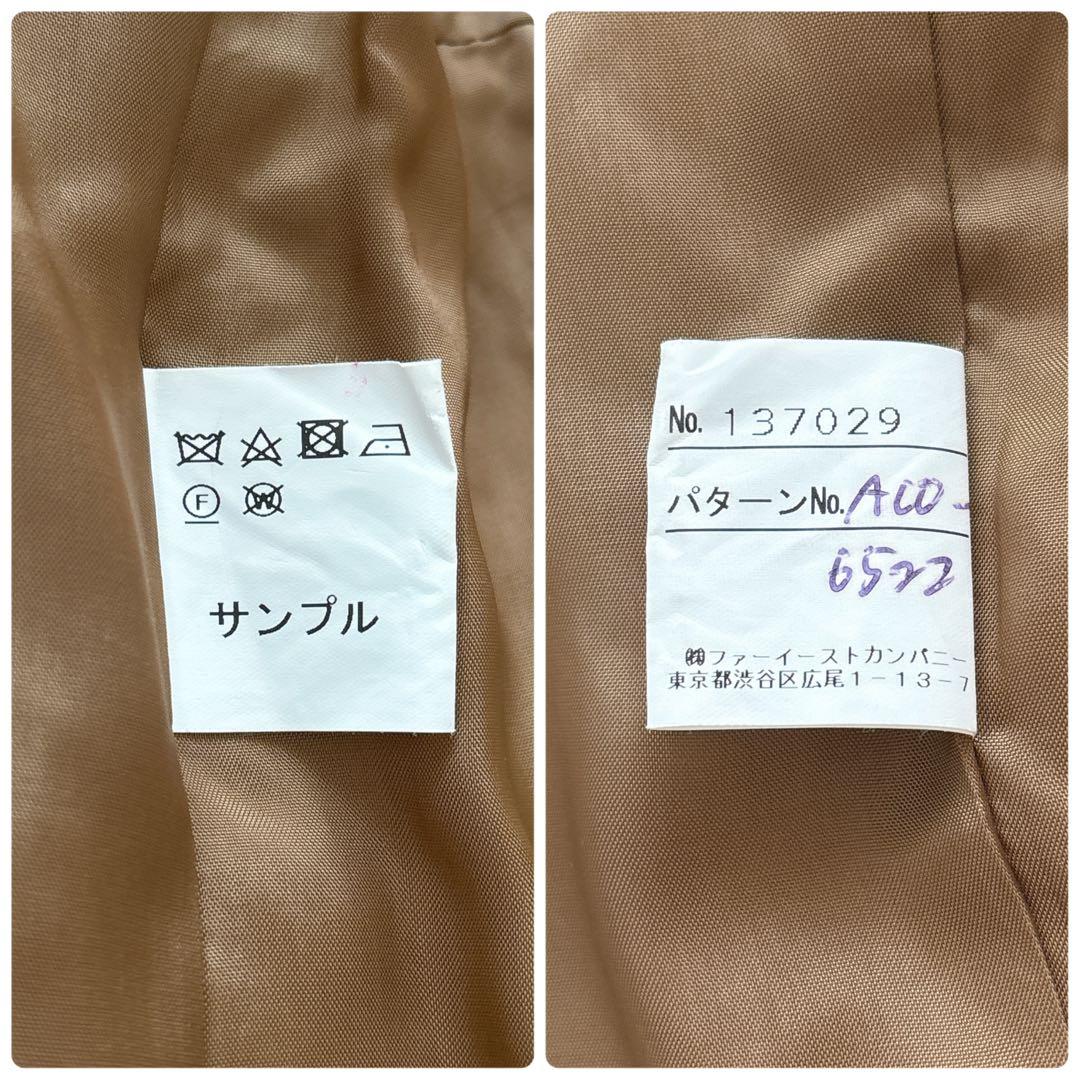 F W
サンプル
No. 137029
パターンNo. ACO-
6522
㈱ファーイーストカンパニー
東京都渋谷区広尾1-13-7